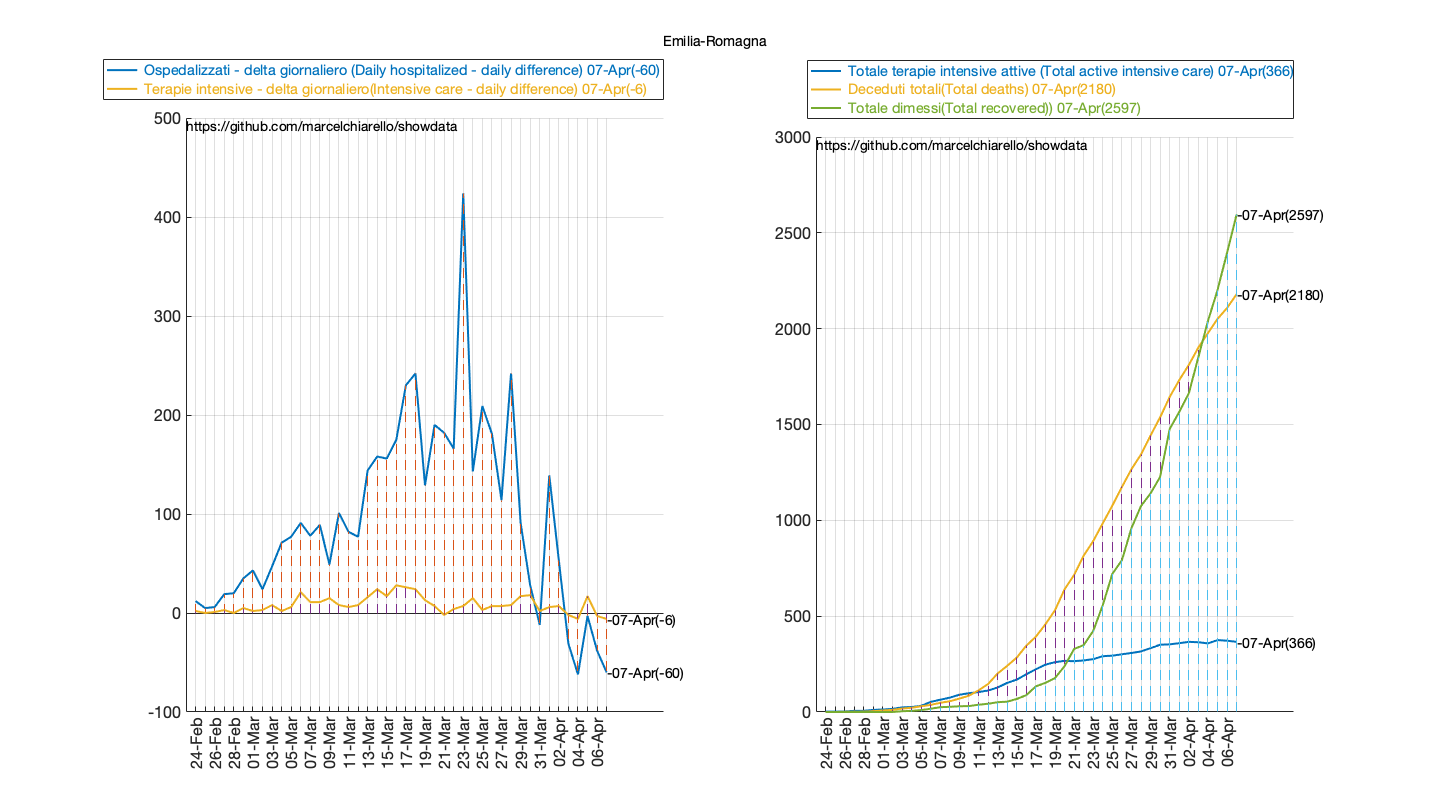 Emilia-Romagna
Ospedalizzati - delta giornaliero (Daily hospitalized - daily difference) 07-Apr(-60)
Terapie intensive - delta giornaliero(Intensive care - daily difference) 07-Apr(-6)
https://github.com/marcelchiarello/showdata
500
400
300
200
100
0
-100
-07-Apr(-6)
-07-Apr(-60)
24-Feb
26-Feb
28-Feb
01-Mar
03-Mar
05-Mar
07-Mar
09-Mar
11-Mar
13-Mar
15-Mar
17-Mar
19-Mar
21-Mar
23-Mar
25-Mar
27-Mar
29-Mar
31-Mar
02-Apr
04-Apr
06-Apr
Totale terapie intensive attive (Total active intensive care) 07-Apr(366)
Deceduti totali(Total deaths) 07-Apr(2180)
Totale dimessi(Total recovered)) 07-Apr(2597)
https://github.com/marcelchiarello/showdata
3000
2500
2000
1500
1000
500
0
-07-Apr(2597)
-07-Apr(2180)
-07-Apr(366)
24-Feb
26-Feb
28-Feb
01-Mar
03-Mar
05-Mar
07-Mar
09-Mar
11-Mar
13-Mar
15-Mar
17-Mar
19-Mar
21-Mar
23-Mar
25-Mar
27-Mar
29-Mar
31-Mar
02-Apr
04-Apr
06-Apr